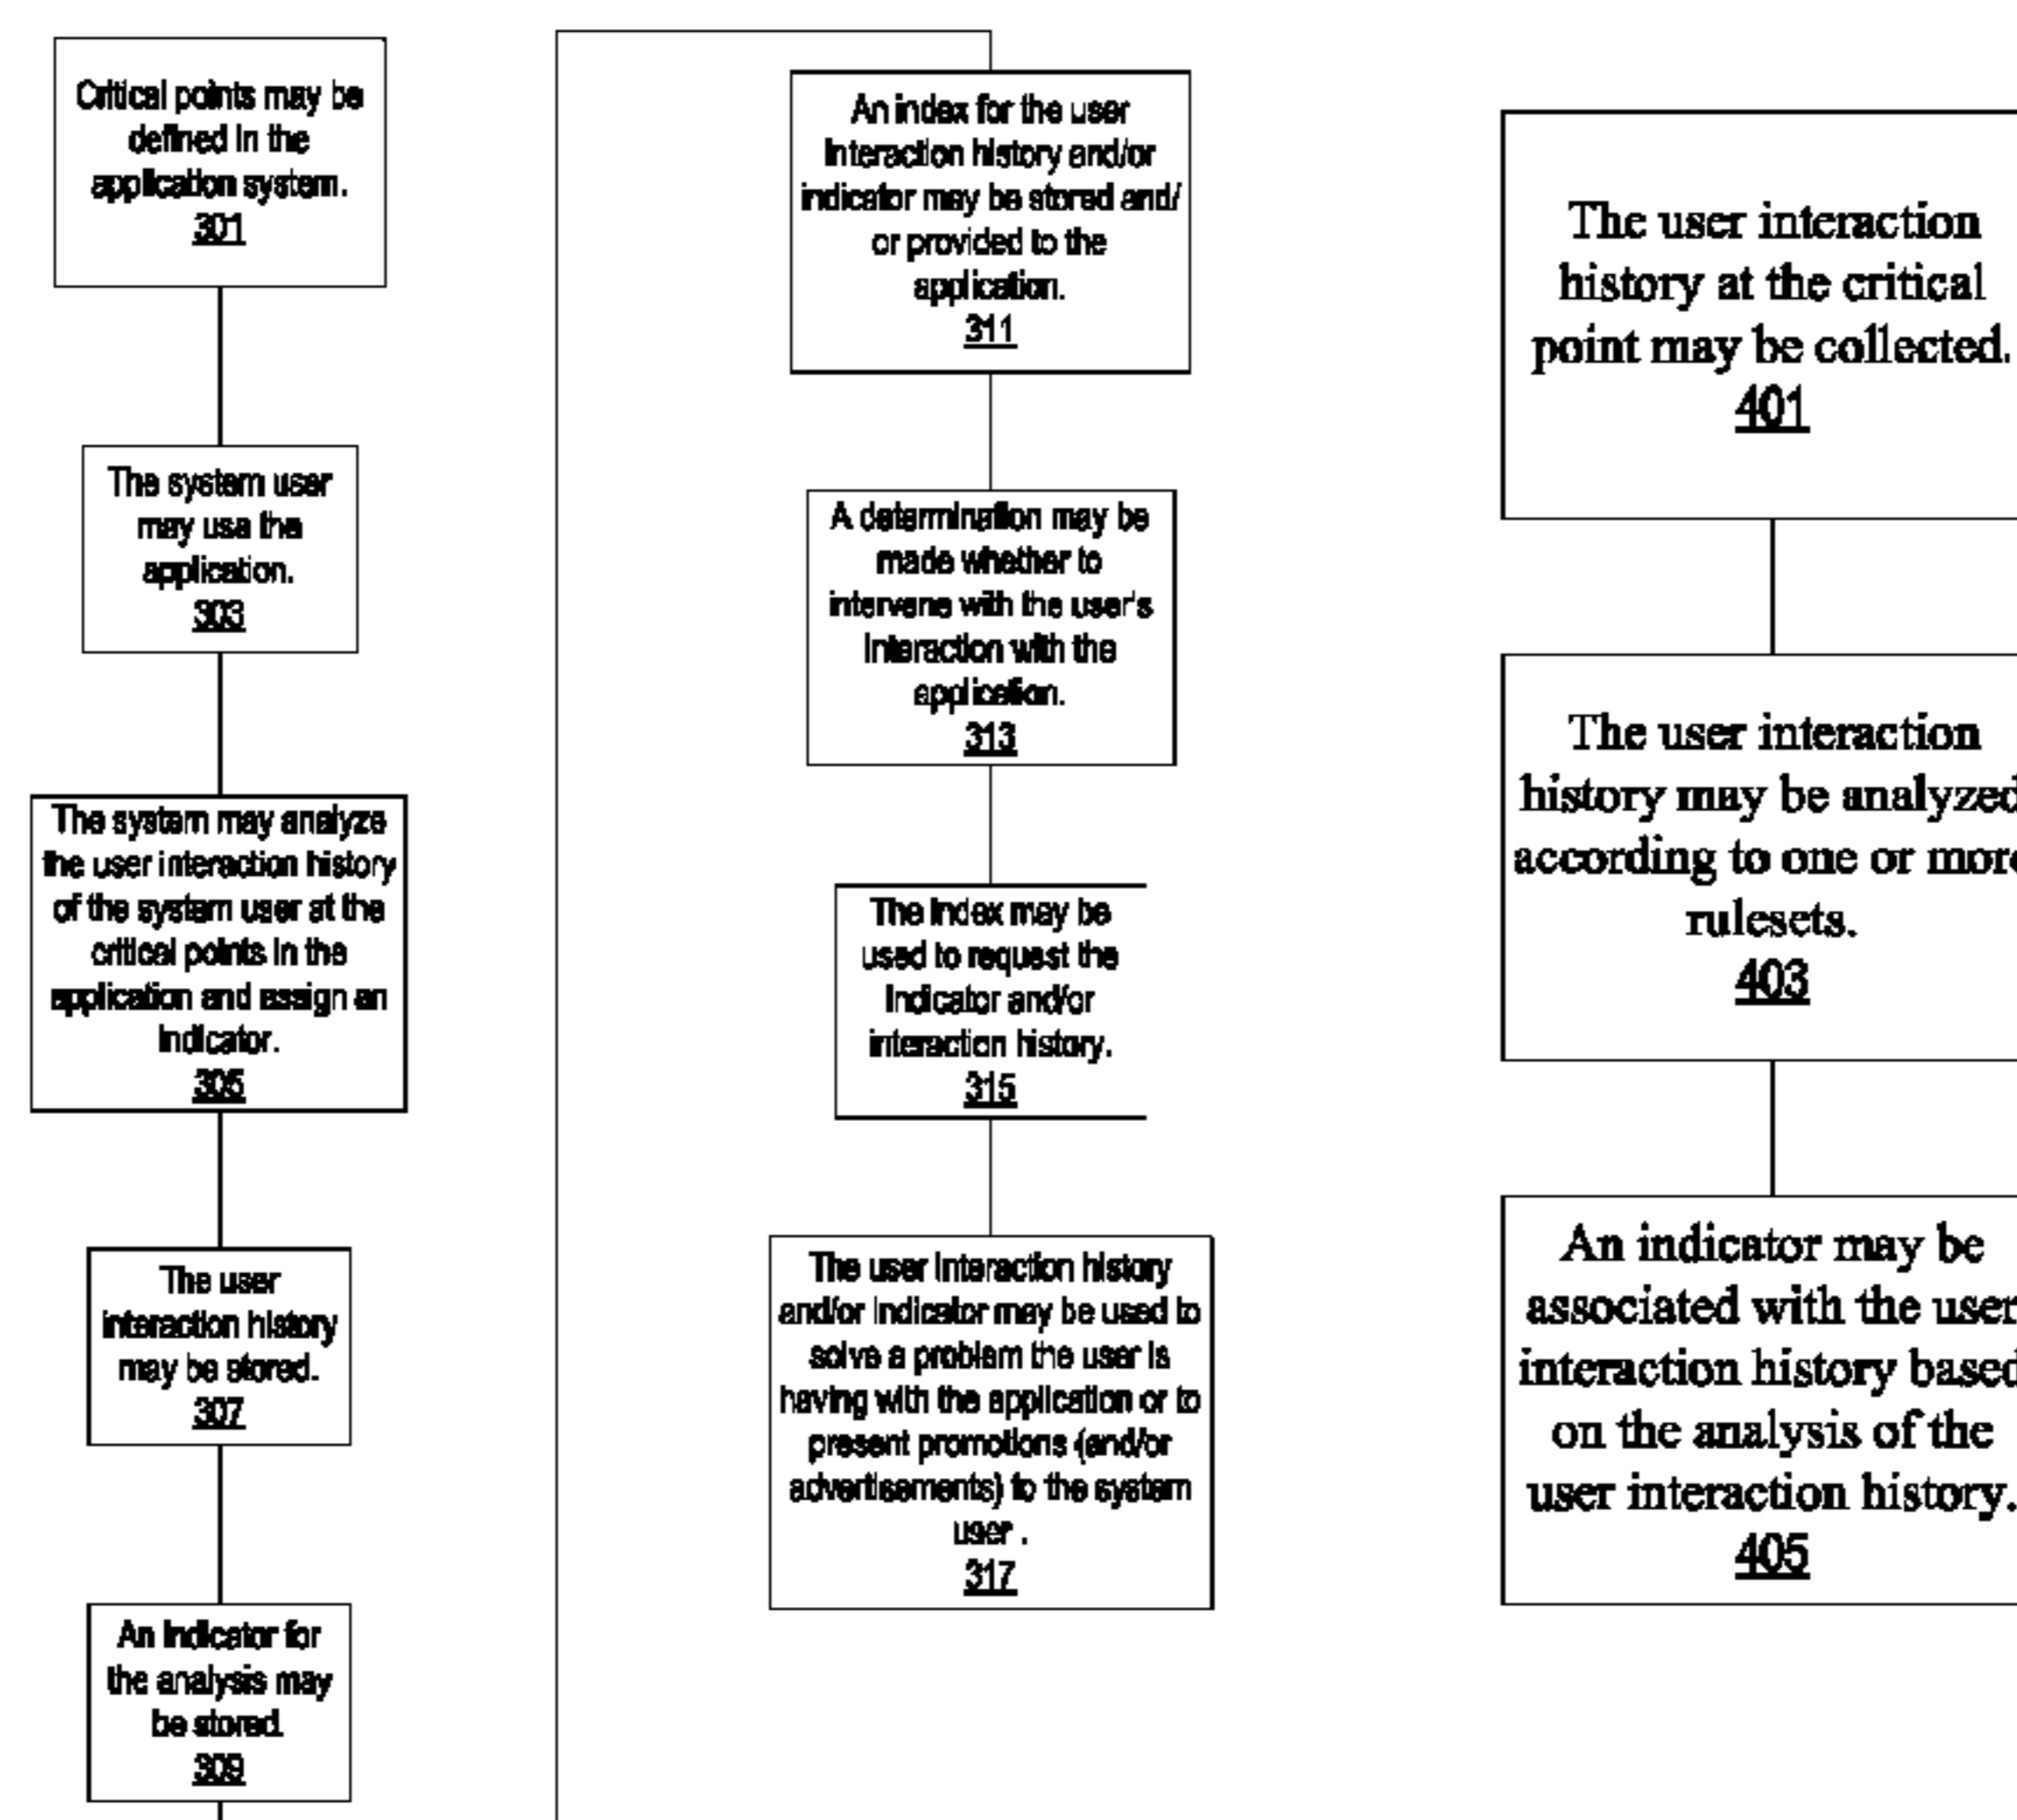 Critical points may be
defined in the
application system.
301
The system user
may use the
application.
303
The system may analyze
the user interaction history
of the system user at the
critical points in the
application and assign an
indicator.
305
The user
interaction history
may be stored.
307
An indicator for
the analysis may
be stored.
309
An index for the user
interaction history and/or
indicator may be stored and/
or provided to the
application.
311
A determination may be
made whether to
intervene with the user's
interaction with the
application.
313
The index may be
used to request the
indicator and/or
interaction history.
315
The user interaction history
and/or indicator may be used to
solve a problem the user is
having with the application or to
present promotions (and/or
advertisements) to the system
user .
317
The user interaction
history at the critical
point may be collected.
401
The user interaction
history may be analyzed
according to one or more
rulesets.
403
An indicator may be
associated with the user
interaction history based
on the analysis of the
user interaction history.
405